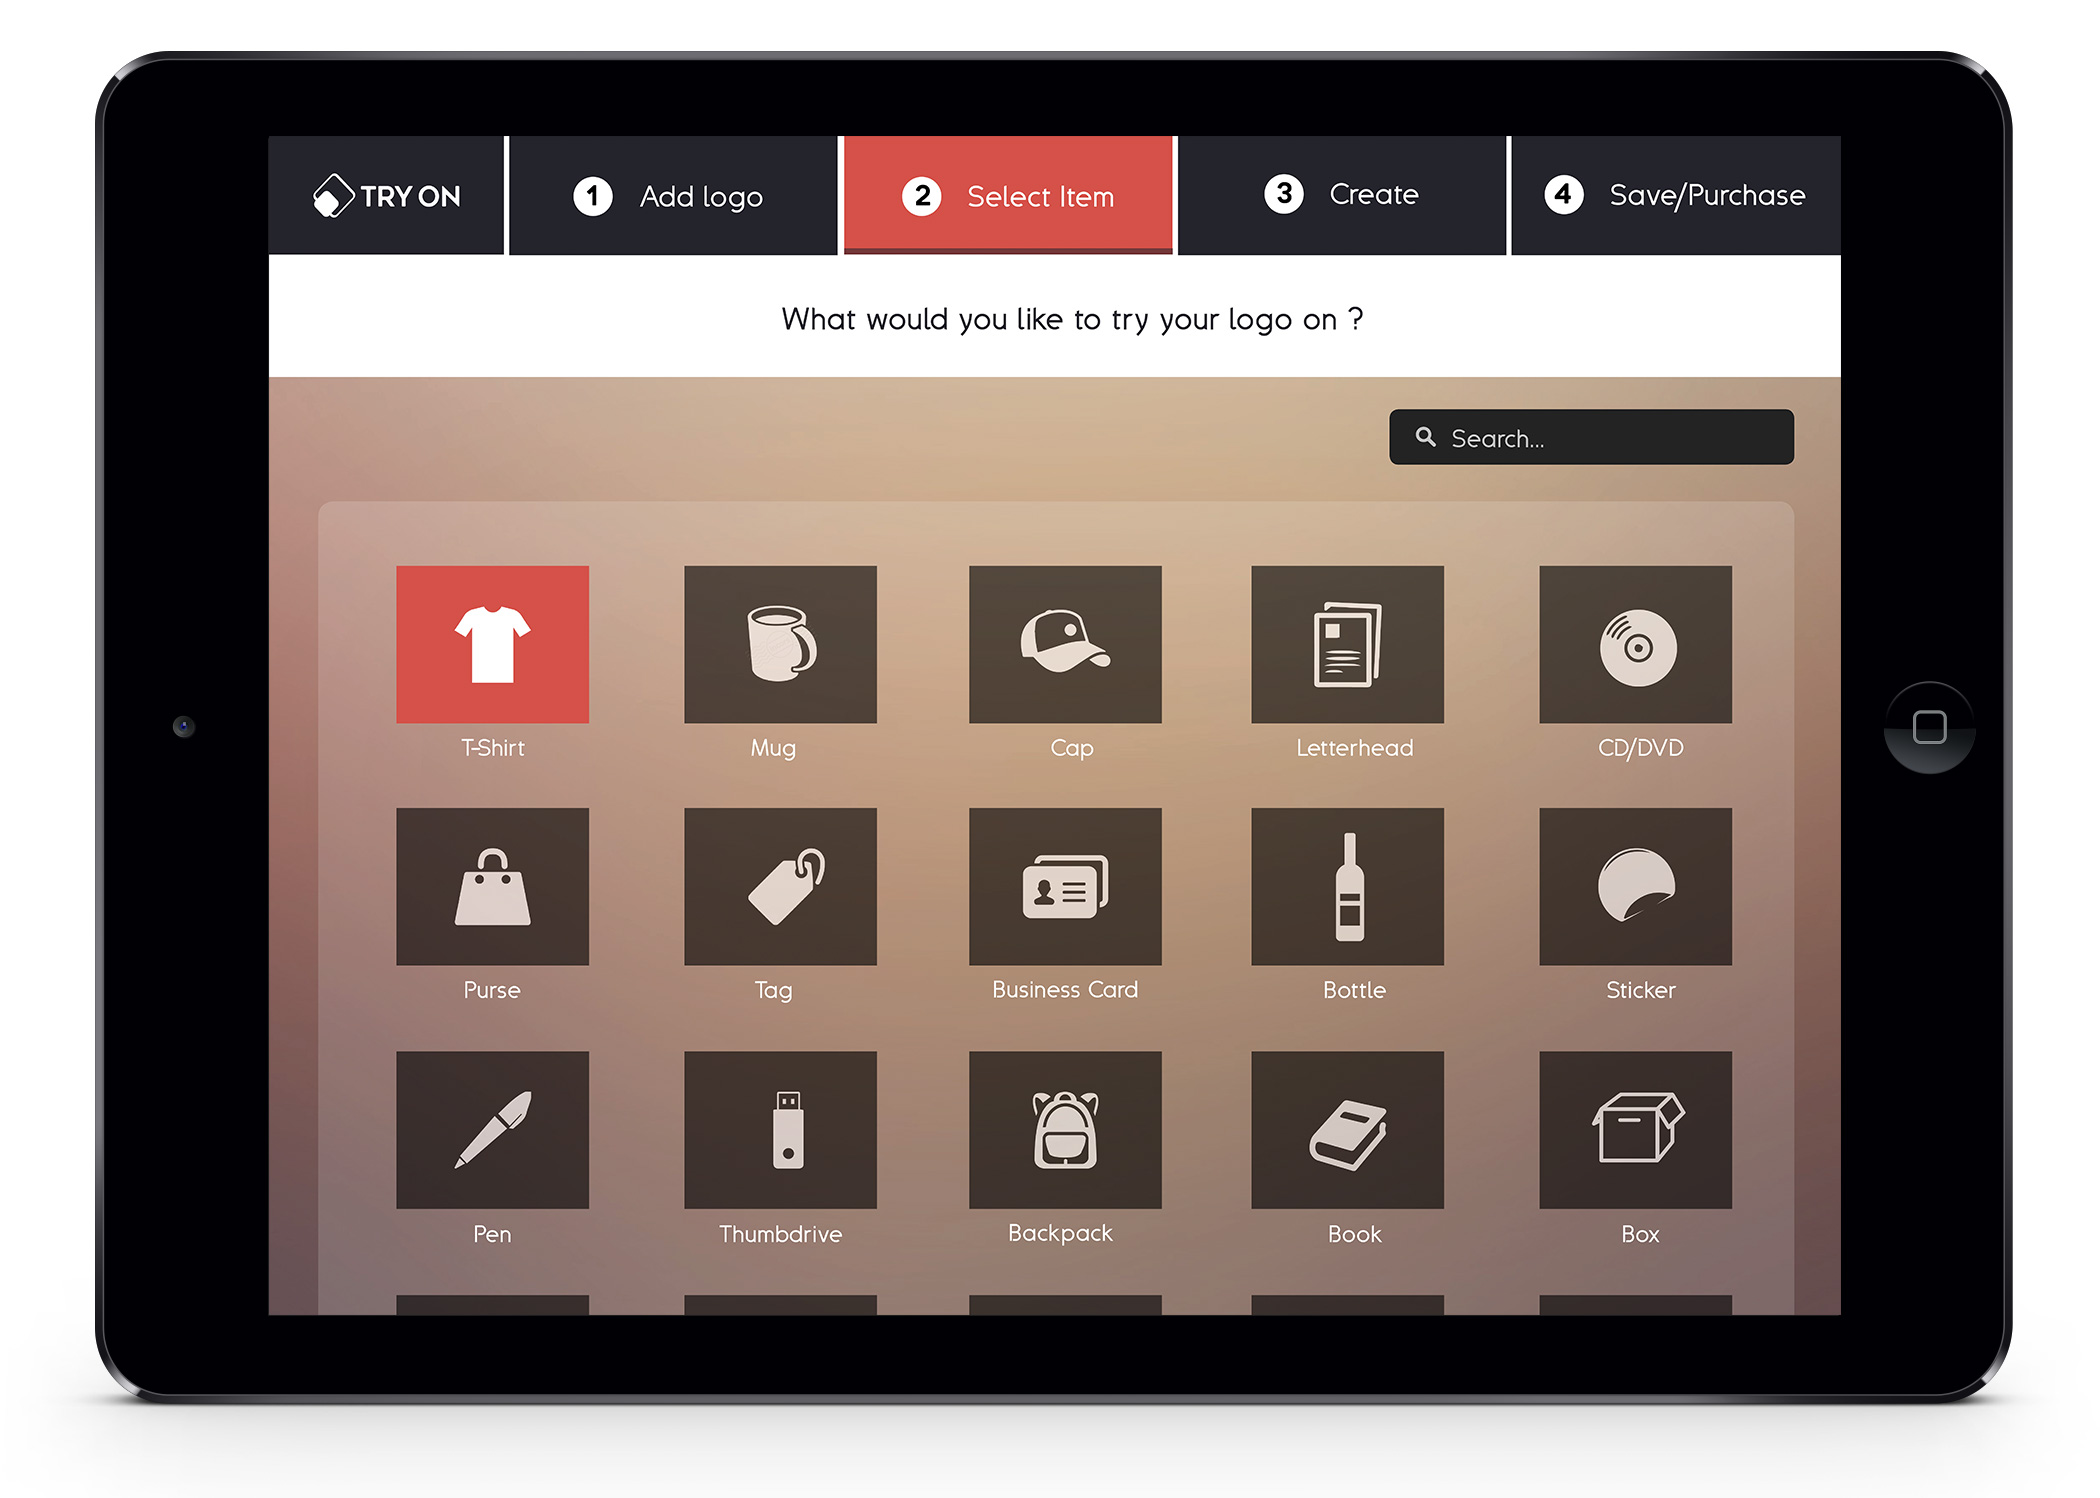 TRY ON
1 Add logo
2 Select Item
3 Create
4 Save/Purchase
What would you like to try your logo on ?
Search...
T-Shirt
Mug
Cap
Letterhead
CD/DVD
Purse
Tag
Business Card
Bottle
Sticker
Pen
Thumbdrive
Backpack
Book
Box